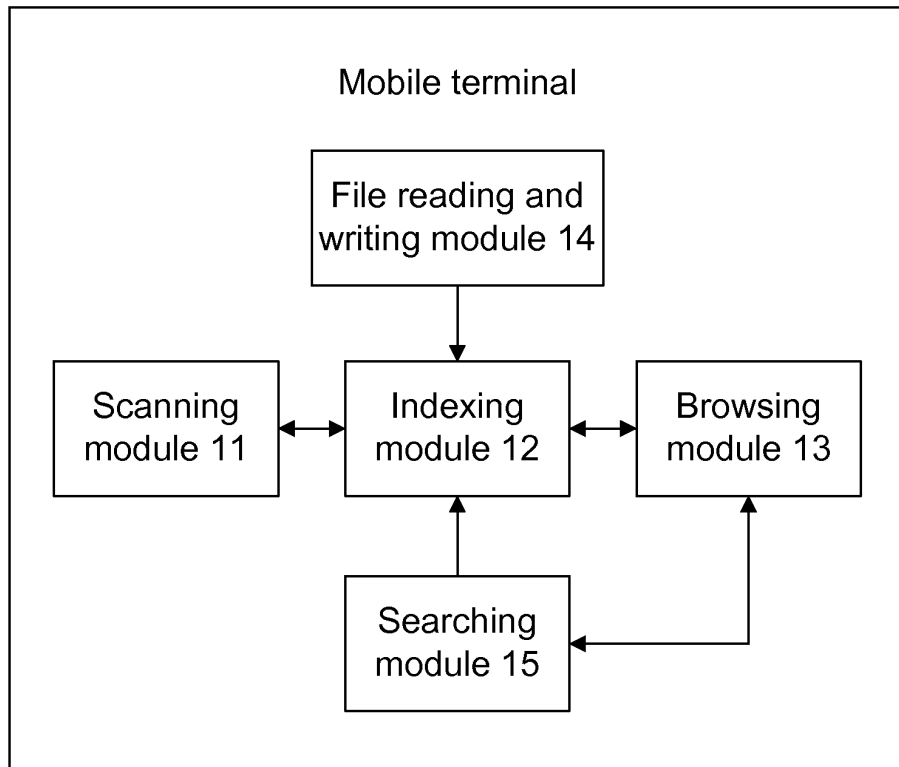 Mobile terminal
File reading and
writing module 14
Scanning
module 11
Indexing
module 12
Browsing
module 13
Searching
module 15